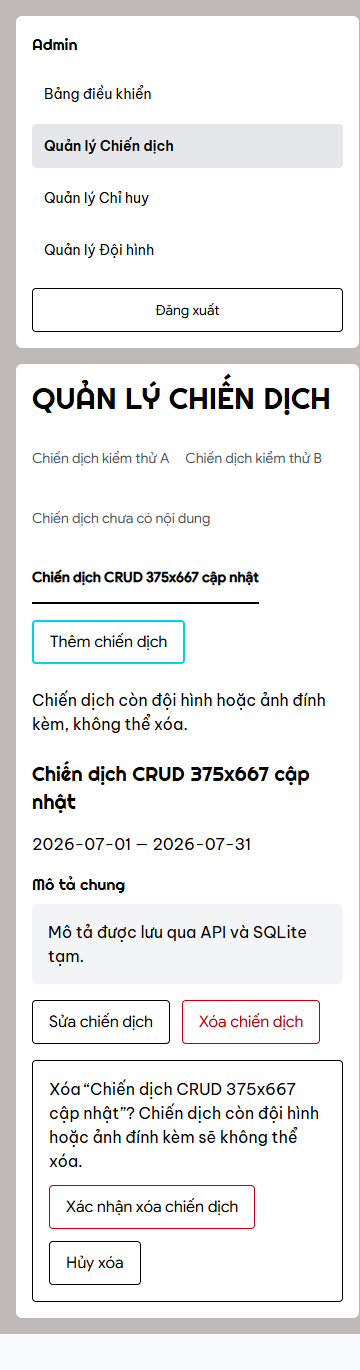 Admin
Bảng điều khiển
Quản lý Chiến dịch
Quản lý Chỉ huy
Quản lý Đội hình
Đăng xuất
QUẢN LÝ CHIẾN DỊCH
Chiến dịch kiểm thử A
Chiến dịch kiểm thử B
Chiến dịch chưa có nội dung
Chiến dịch CRUD 375x667 cập nhật
Thêm chiến dịch
Chiến dịch còn đội hình hoặc ảnh đính
kèm, không thể xóa.
Chiến dịch CRUD 375x667 cập
nhật
2026-07-01 — 2026-07-31
Mô tả chung
Mô tả được lưu qua API và SQLite
tạm.
Sửa chiến dịch
Xóa chiến dịch
Xóa “Chiến dịch CRUD 375x667
cập nhật”? Chiến dịch còn đội hình
hoặc ảnh đính kèm sẽ không thể
xóa.
Xác nhận xóa chiến dịch
Hủy xóa